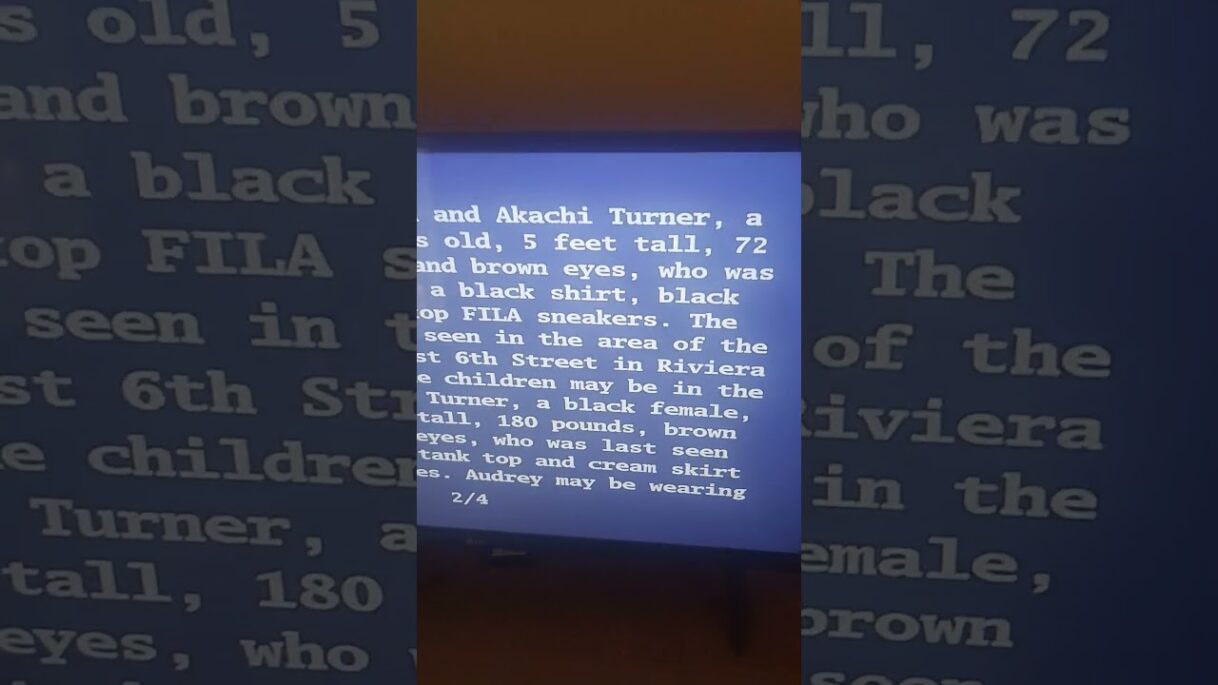 and Akachi Turner, a
s old, 5 feet tall, 72
and brown eyes, who was
a black shirt, black
op FILA sneakers. The
seen in the area of the
st 6th Street in Riviera
e children may be in the
Turner, a black female,
tall, 180 pounds, brown
eyes, who was last seen
tank top and cream skirt
es. Audrey may be wearing
2/4